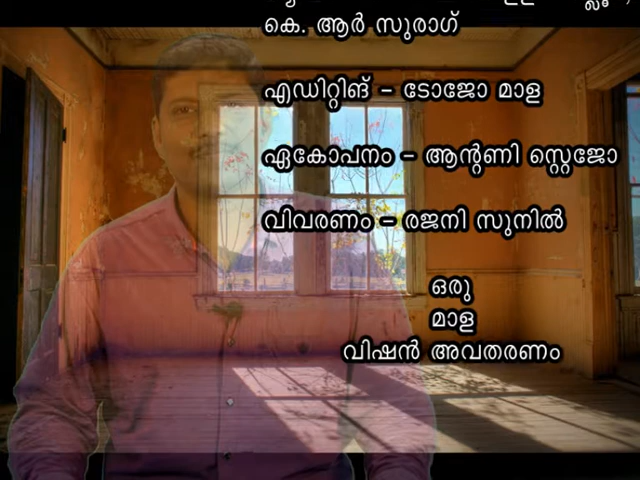 കെ. ആർ സുരാഗ്
എഡിറ്റിങ് - ടോജോ മാള
ഏകോപനം - ആന്റണി സ്റ്റെജോ
വിവരണം - രജനി സുനിൽ
ഒരു
മാള
വിഷൻ അവതരണം